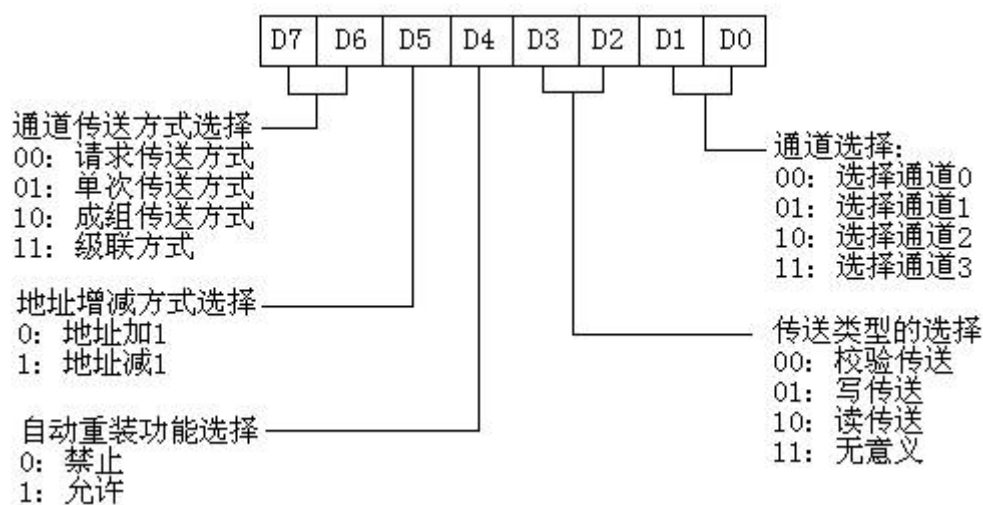 D7 D6 D5 D4 D3 D2 D1 D0
通道传送方式选择
00: 请求传送方式
01: 单次传送方式
10: 成组传送方式
11: 级联方式
地址增减方式选择
0: 地址加1
1: 地址减1
自动重装功能选择
0: 禁止
1: 允许
通道选择:
00: 选择通道0
01: 选择通道1
10: 选择通道2
11: 选择通道3
传送类型的选择
00: 校验传送
01: 写传送
10: 读传送
11: 无意义